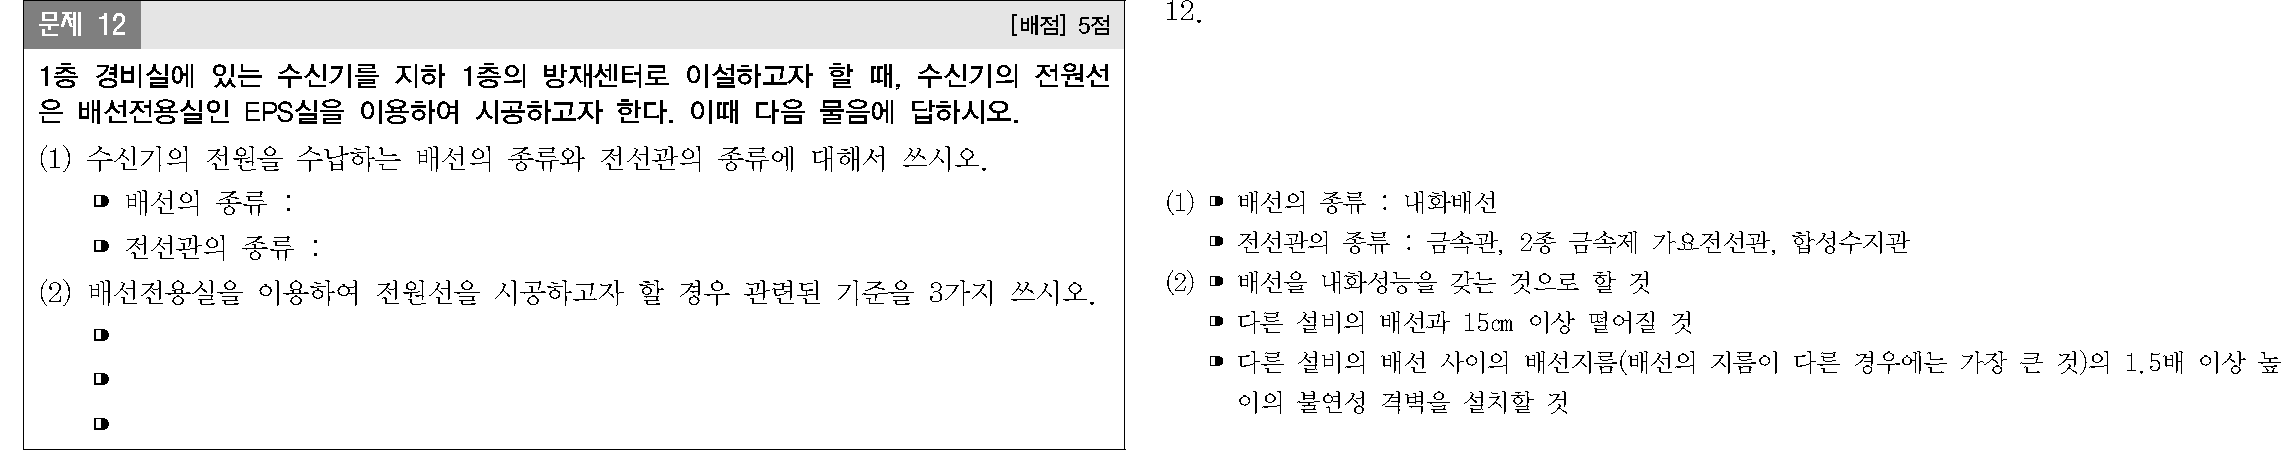 문제 12
[배점] 5점
1층 경비실에 있는 수신기를 지하 1층의 방재센터로 이설하고자 할 때, 수신기의 전원선
은 배선전용실인 EPS실을 이용하여 시공하고자 한다. 이때 다음 물음에 답하시오.
(1) 수신기의 전원을 수납하는 배선의 종류와 전선관의 종류에 대해서 쓰시오.
배선의 종류 :
전선관의 종류 :
(2) 배선전용실을 이용하여 전원선을 시공하고자 할 경우 관련된 기준을 3가지 쓰시오.
12.
(1) 배선의 종류 : 내화배선
전선관의 종류 : 금속관, 2종 금속제 가요전선관, 합성수지관
(2) 배선을 내화성능을 갖는 것으로 할 것
다른 설비의 배선과 15㎝ 이상 떨어질 것
다른 설비의 배선 사이의 배선지름(배선의 지름이 다른 경우에는 가장 큰 것)의 1.5배 이상 높
이의 불연성 격벽을 설치할 것